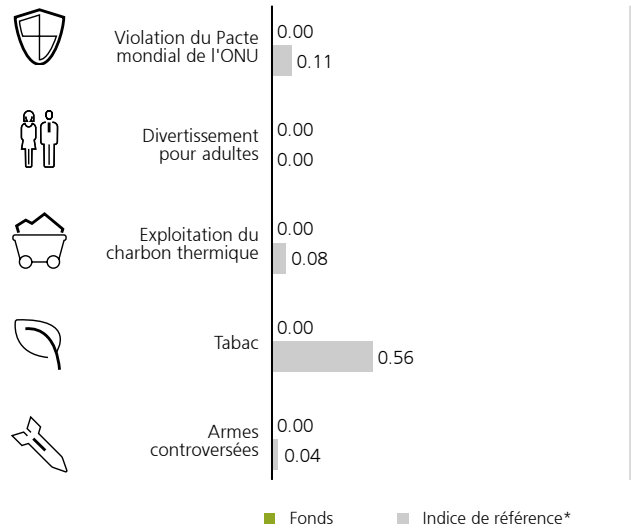 Violation du Pacte
mondial de l'ONU
0.00
0.11
Divertissement
pour adultes
0.00
0.00
Exploitation du
charbon thermique
0.00
0.08
Tabac
0.00
0.56
Armes
controversées
0.00
0.04
Fonds Indice de référence*